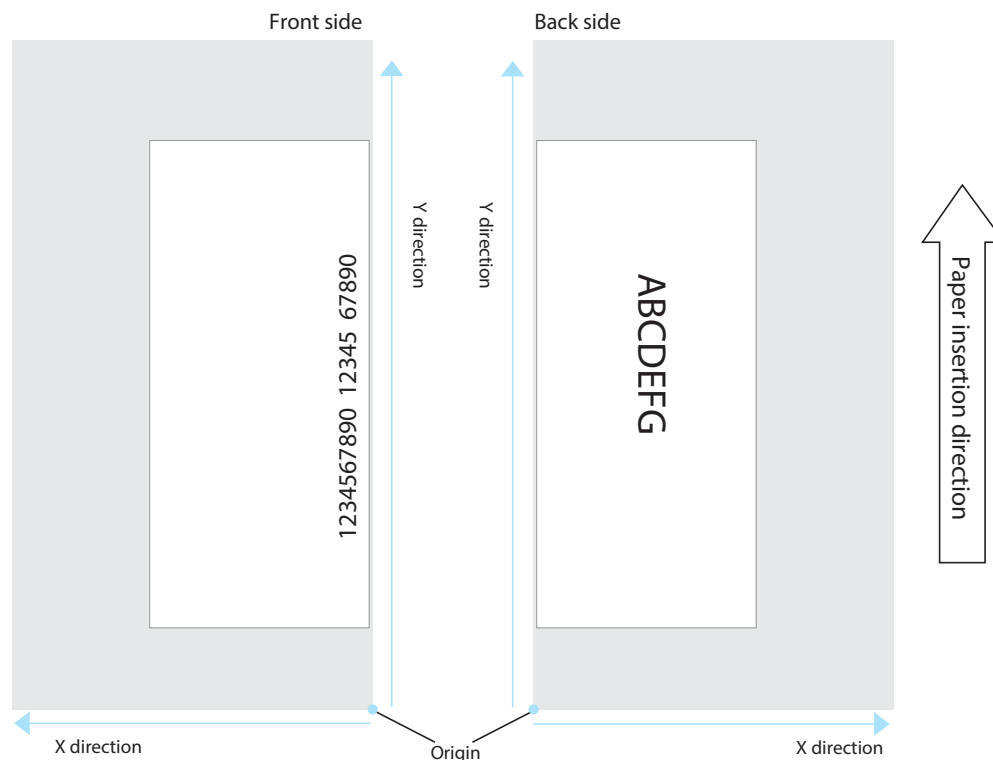 Front side
Back side
Y direction
Y direction
1234567890 12345 67890
ABCDEFG
Paper insertion direction
X direction
Origin
X direction